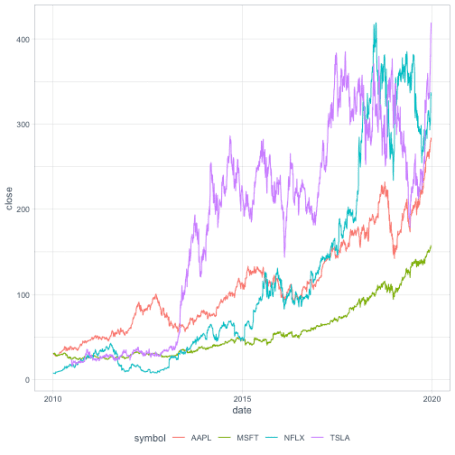 400
300
200
100
0
close
2010
2015
2020
date
symbol
AAPL
MSFT
NFLX
TSLA